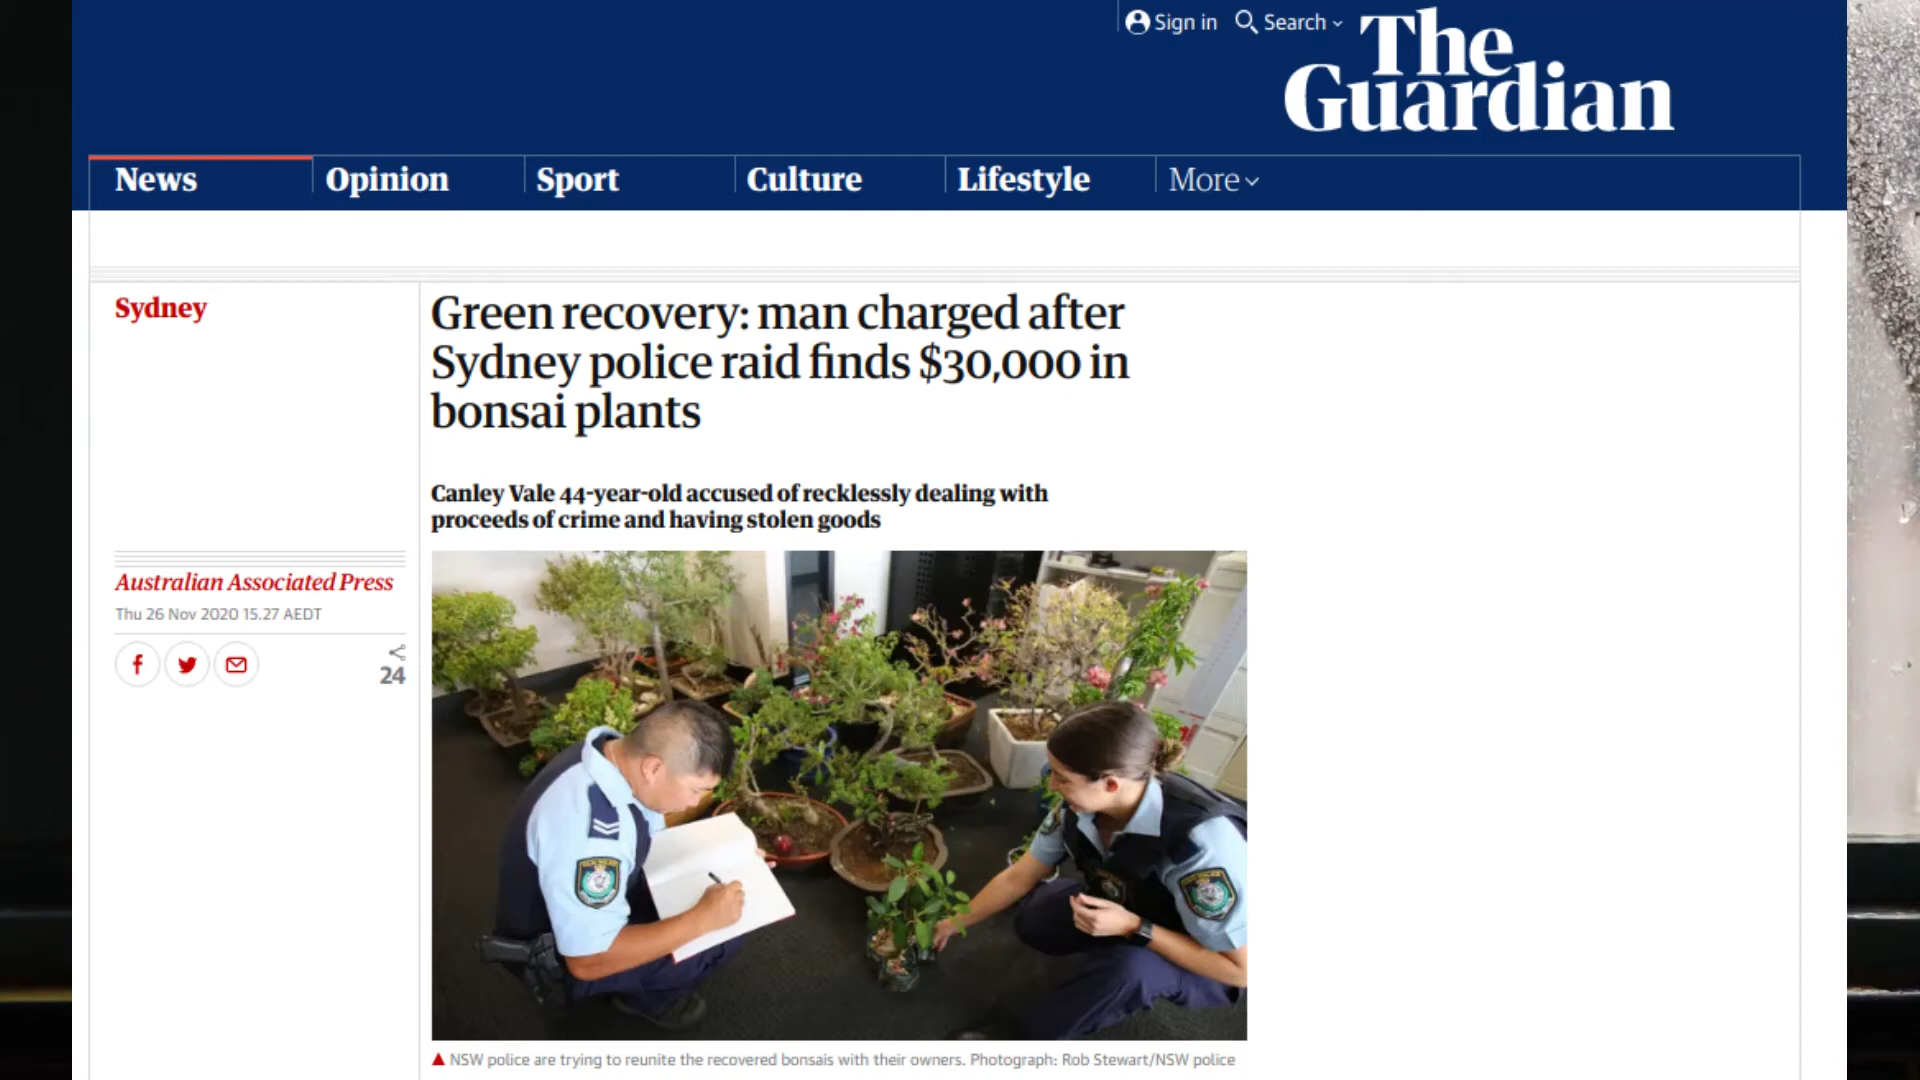 Sign in
Search
The
Guardian
News
Opinion
Sport
Culture
Lifestyle
More
Sydney
Green recovery: man charged after
Sydney police raid finds $30,000 in
bonsai plants
Canley Vale 44-year-old accused of recklessly dealing with
proceeds of crime and having stolen goods
Australian Associated Press
Thu 26 Nov 2020 15.27 AEDT
24
NSW police are trying to reunite the recovered bonsais with their owners. Photograph: Rob Stewart/NSW police